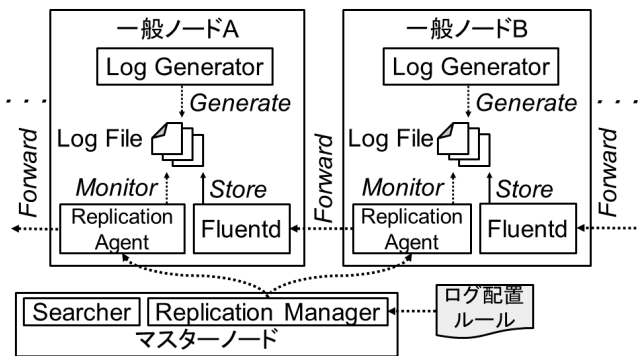 一般ノードA
Log Generator
Generate
Log File
Monitor
Store
Replication
Agent
Fluentd
Forward
Forward
一般ノードB
Log Generator
Generate
Log File
Monitor
Store
Replication
Agent
Fluentd
Forward
Searcher
Replication Manager
マスターノード
ログ配置
ルール